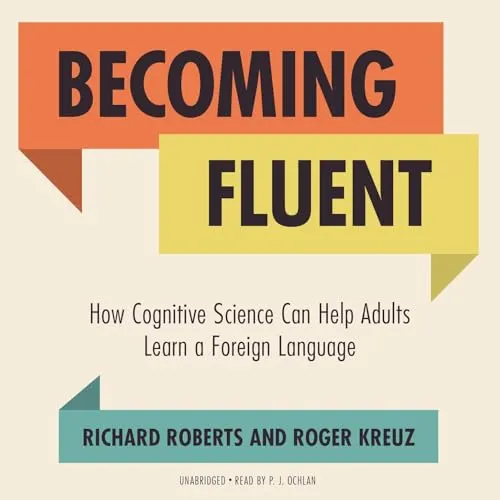 BECOMING
FLUENT
How Cognitive Science Can Help Adults
Learn a Foreign Language
RICHARD ROBERTS AND ROGER KREUZ
UNABRIDGED • READ BY P. J. OCHLAN